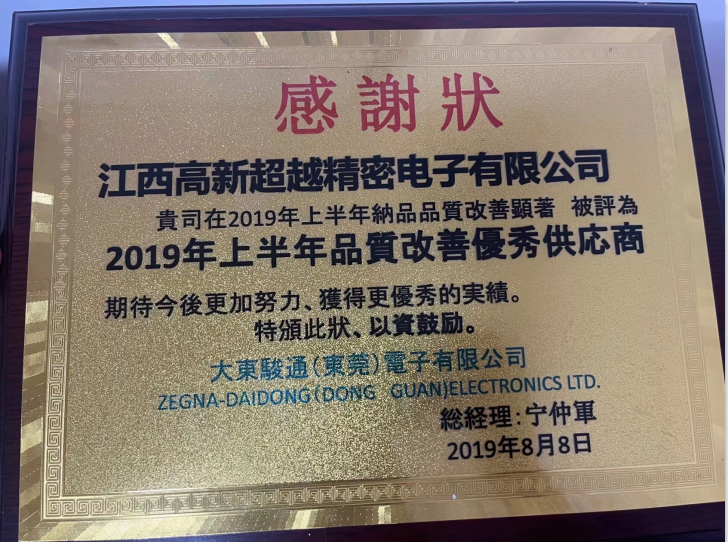 感謝狀
江西高新超越精密电子有限公司
貴司在2019年上半年納品品質改善顯著 被評為
2019年上半年品質改善優秀供应商
期待今後更加努力、獲得更優秀的実績。
特頒此狀、以資鼓励。
大東駿通(東莞)電子有限公司
ZEGNA-DAIDONG(DONG GUAN)ELECTRONICS LTD.
総経理:宁仲軍
2019年8月8日